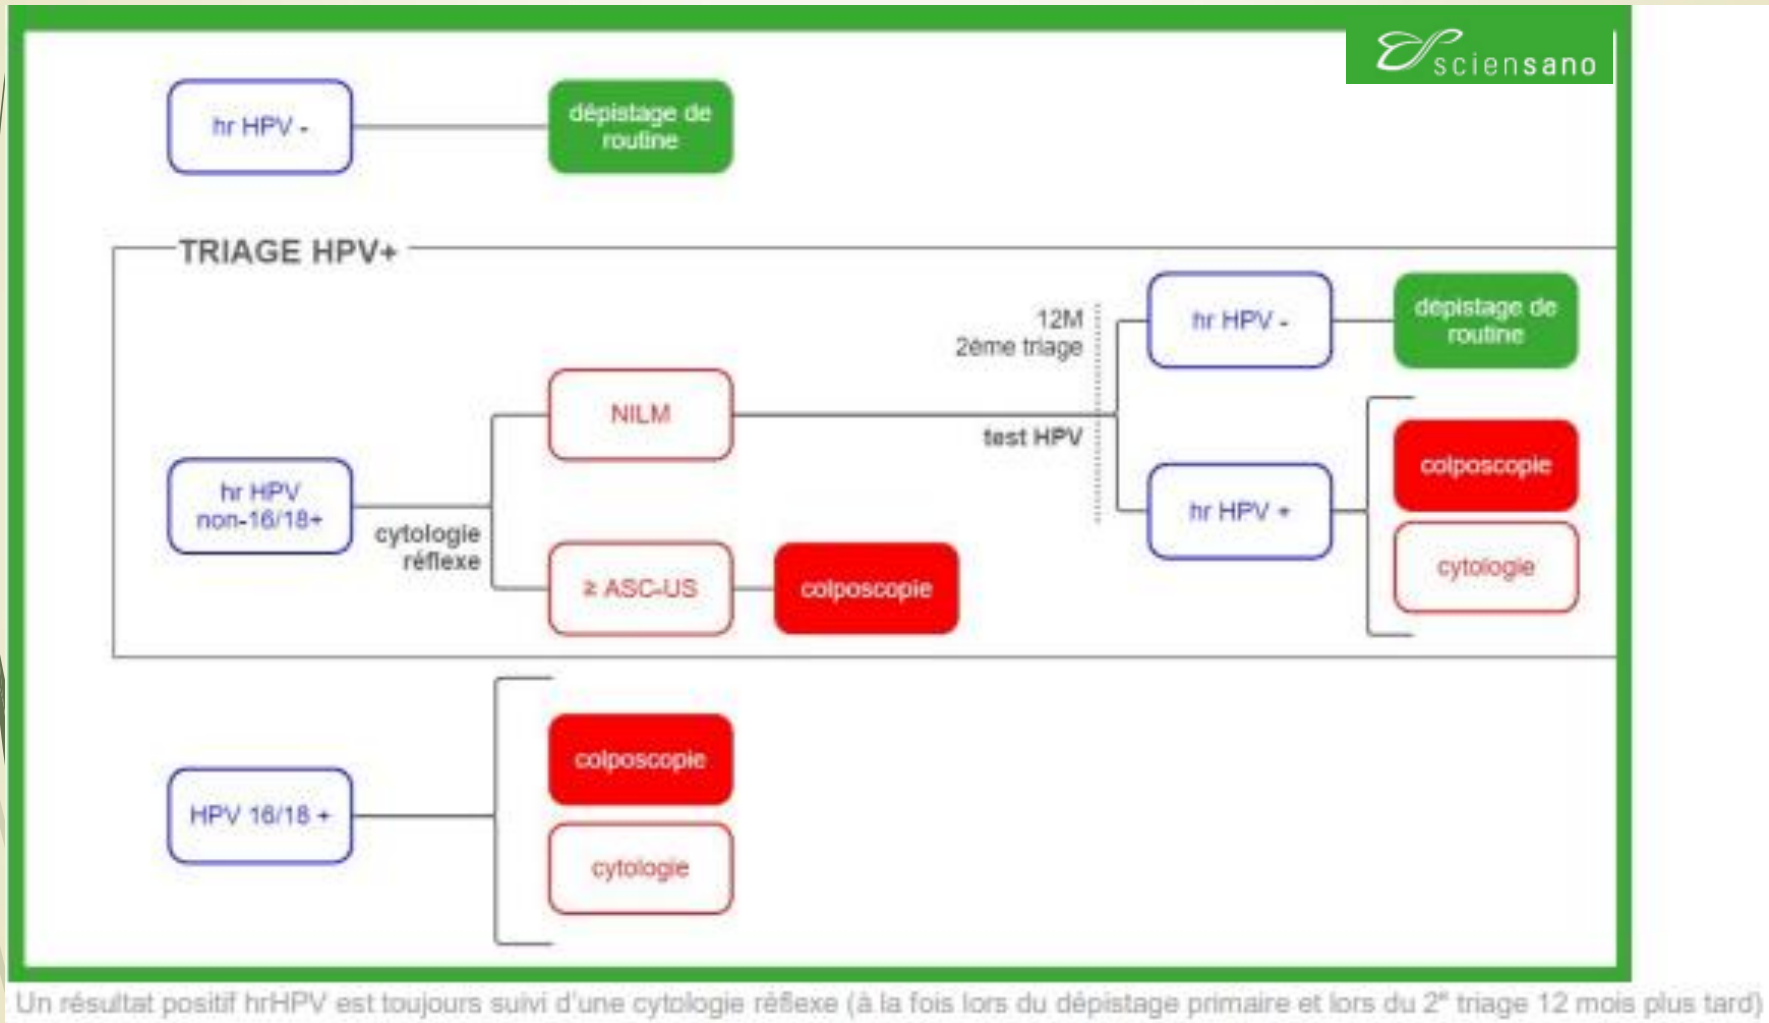 sciensano
hr HPV -
dépistage de
routine
TRIAGE HPV+
12M
2ème triage
test HPV
hr HPV -
dépistage de
routine
hr HPV +
colposcopie
cytologie
hr HPV
non-16/18+
cytologie
réflexe
NILM
≥ ASC-US
colposcopie
HPV 16/18 +
colposcopie
cytologie
Un résultat positif hrHPV est toujours suivi d'une cytologie réflexe (à la fois lors du dépistage primaire et lors du 2e triage 12 mois plus tard)